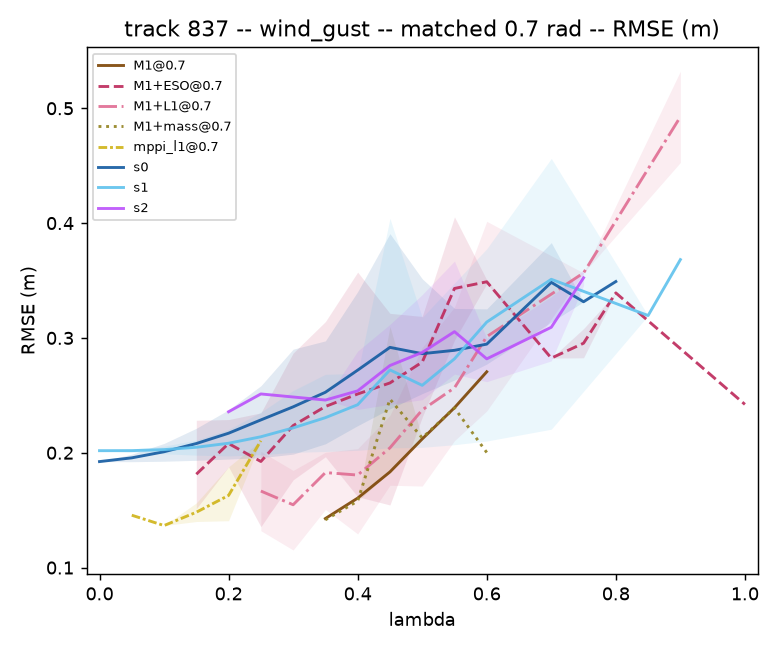 track 837 -- wind_gust -- matched 0.7 rad -- RMSE (m)
M1@0.7
M1+ESO@0.7
M1+L1@0.7
M1+mass@0.7
mppi_l1@0.7
s0
s1
s2
RMSE (m)
0.5
0.4
0.3
0.2
0.1
0.0 0.2 0.4 0.6 0.8 1.0
lambda